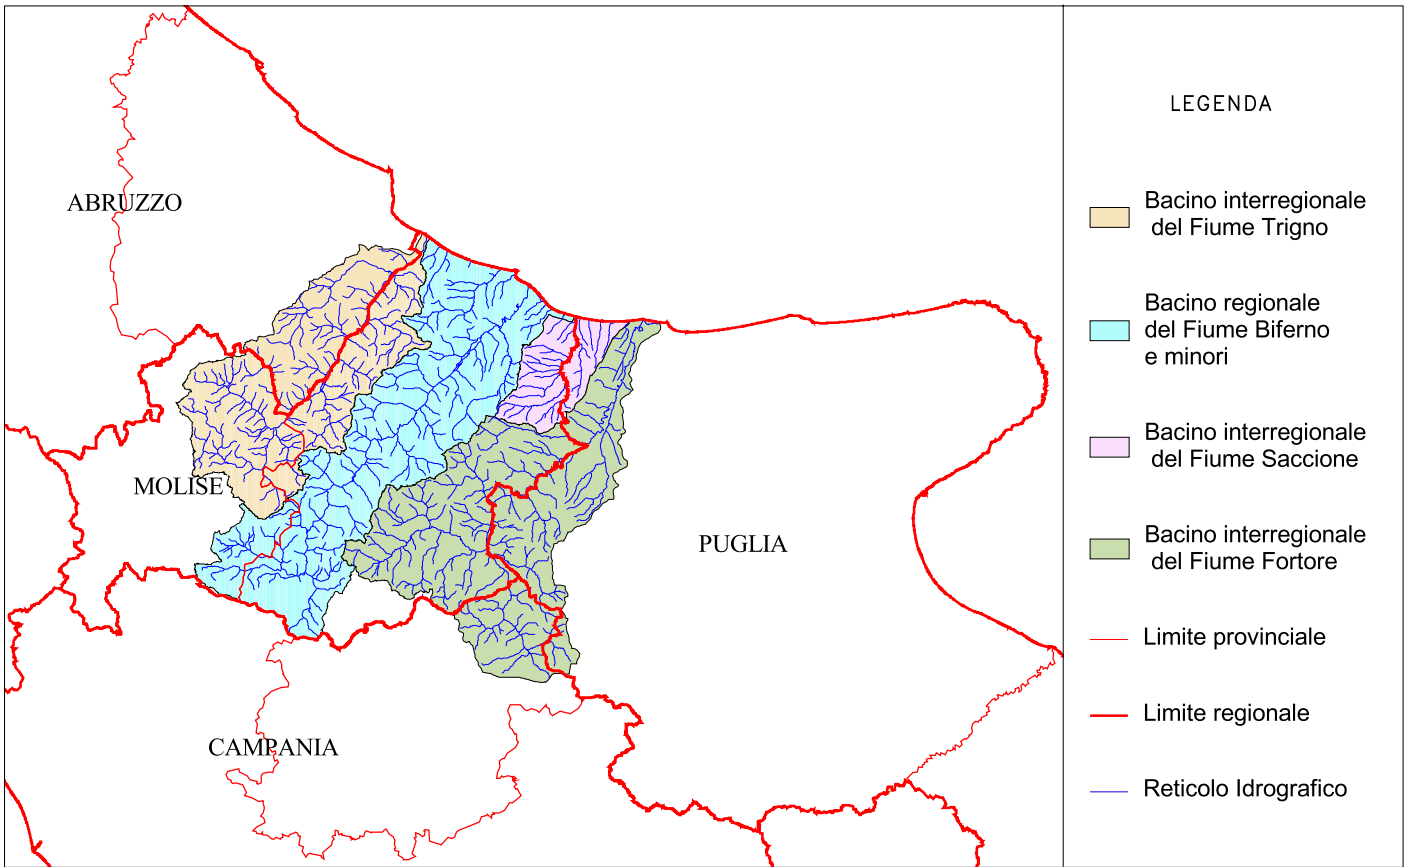 ABRUZZO
MOLISE
PUGLIA
CAMPANIA
LEGENDA
Bacino interregionale
del Fiume Trigno
Bacino regionale
del Fiume Biferno
e minori
Bacino interregionale
del Fiume Saccione
Bacino interregionale
del Fiume Fortore
Limite provinciale
Limite regionale
Reticolo Idrografico